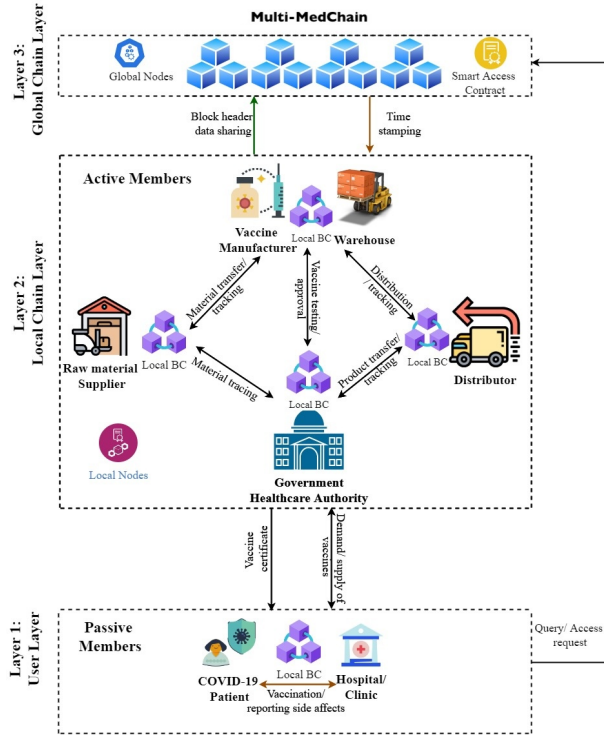 Multi-MedChain
Layer 3:
Global Chain Layer
Global Nodes
Smart Access
Contract
Block header
data sharing
Time
stamping
Layer 2:
Local Chain Layer
Active Members
Vaccine
Manufacturer
Local BC
Warehouse
Material transfer/
tracking
Vaccine testing/
approval
Distribution
/ tracking
Raw material
Supplier
Local BC
Material tracing
Local BC
Product transfer/
tracking
Local BC
Distributor
Local Nodes
Government
Healthcare Authority
Vaccine
certificate
Demand/ supply of
vaccines
Layer 1:
User Layer
Passive
Members
COVID-19
Patient
Local BC
Hospital/
Clinic
Vaccination/
reporting side affects
Query/ Access
request